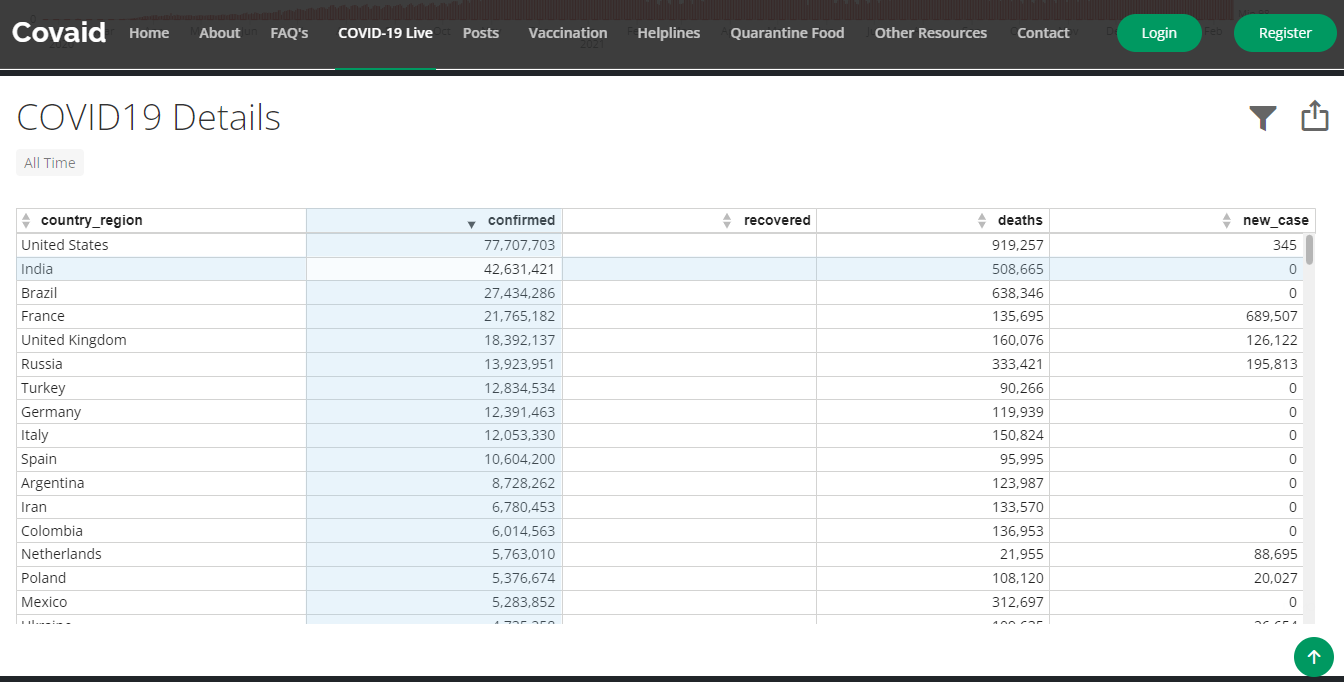 Covaid Home About FAQ's COVID-19 Live Posts Vaccination Helplines Quarantine Food Other Resources Contact Login Register
2021
COVID19 Details
All Time
country_region confirmed recovered deaths new_case
United States 77,707,703 919,257 345
India 42,631,421 508,665 0
Brazil 27,434,286 638,346 0
France 21,765,182 135,695 689,507
United Kingdom 18,392,137 160,076 126,122
Russia 13,923,951 333,421 195,813
Turkey 12,834,534 90,266 0
Germany 12,391,463 119,939 0
Italy 12,053,330 150,824 0
Spain 10,604,200 95,995 0
Argentina 8,728,262 123,987 0
Iran 6,780,453 133,570 0
Colombia 6,014,563 136,953 0
Netherlands 5,763,010 21,955 88,695
Poland 5,376,674 108,120 20,027
Mexico 5,283,852 312,697 0